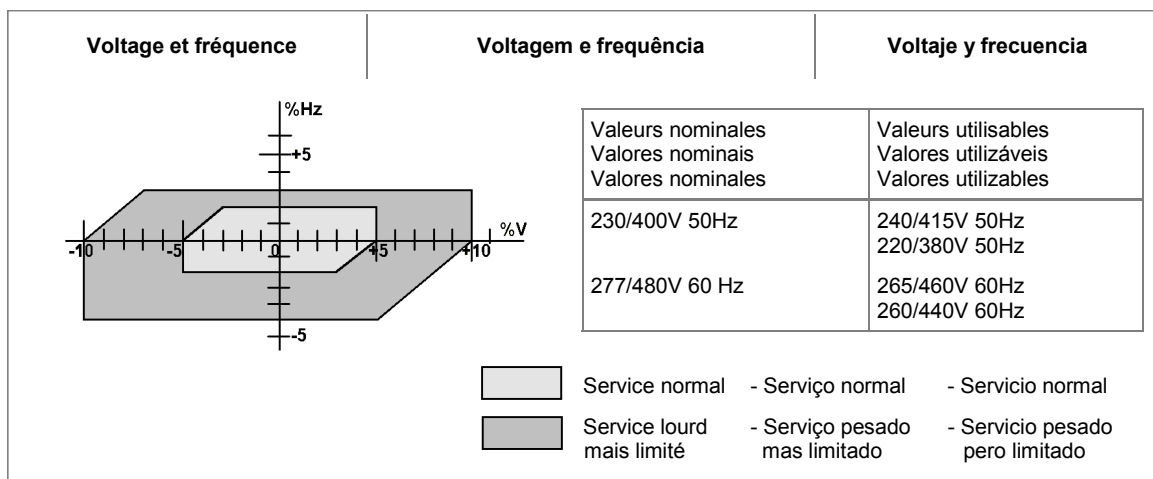 Voltage et fréquence
Voltagem e frequência
Voltaje y frecuencia
%Hz
+5
%V
-10
-5
0
+5
+10
-5
Valeurs nominales
Valores nominais
Valores nominales
Valeurs utilisables
Valores utilizáveis
Valores utilizables
230/400V 50Hz
240/415V 50Hz
220/380V 50Hz
277/480V 60 Hz
265/460V 60Hz
260/440V 60Hz
Service normal - Serviço normal - Servicio normal
Service lourd - Serviço pesado - Servicio pesado
mais limité mas limitado pero limitado